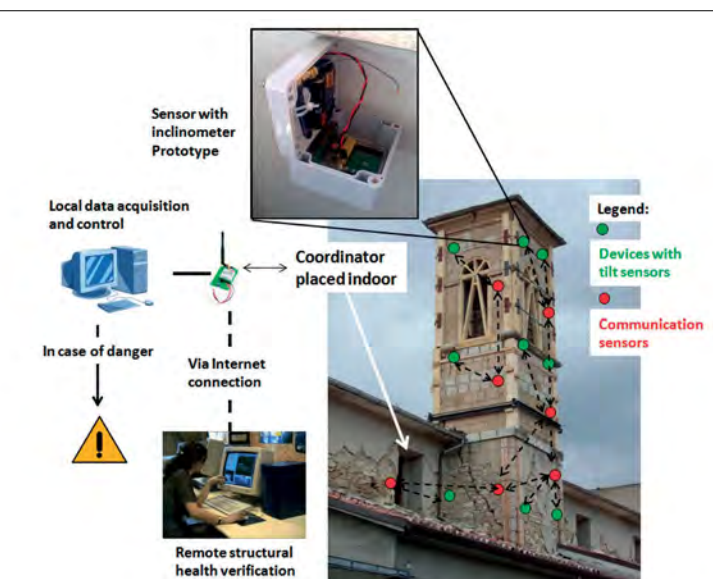 Sensor with
inclinometer
Prototype
Local data acquisition
and control
Coordinator
placed indoor
Legend:
Devices with
tilt sensors
Communication
sensors
In case of danger
Via Internet
connection
!
Remote structural
health verification